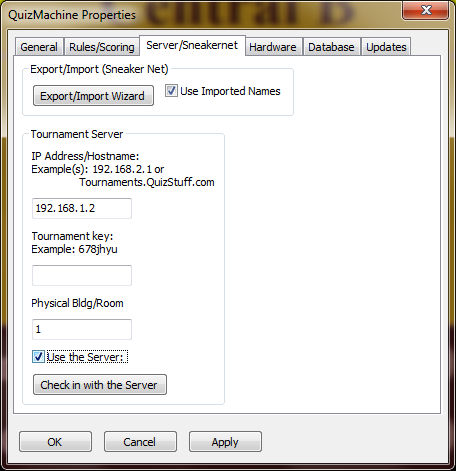 QuizMachine Properties
General Rules/Scoring Server/Sneakernet Hardware Database Updates
Export/Import (Sneaker Net)
Export/Import Wizard Use Imported Names
Tournament Server
IP Address/Hostname:
Example(s): 192.168.2.1 or
Tournaments.QuizStuff.com
192.168.1.2
Tournament key:
Example: 678jhyu
Physical Bldg/Room
1
Use the Server:
Check in with the Server
OK Cancel Apply